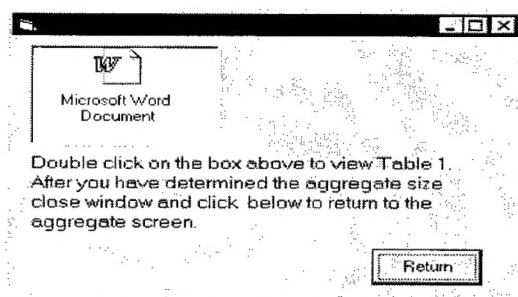 Microsoft Word
Document
Double click on the box above to view Table 1.
After you have determined the aggregate size
close window and click below to return to the
aggregate screen.
Return